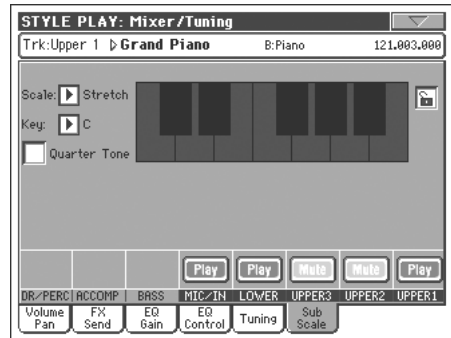 STYLE PLAY: Mixer/Tuning
Trk:Upper 1 Grand Piano B:Piano 121.003.000
Scale: Stretch
Key: C
Quarter Tone
Play Play Mute Mute Play
DR/PERC ACCOMP BASS MIC/IN LOWER UPPER3 UPPER2 UPPER1
Volume Pan FX Send EQ Gain EQ Control Tuning Sub Scale